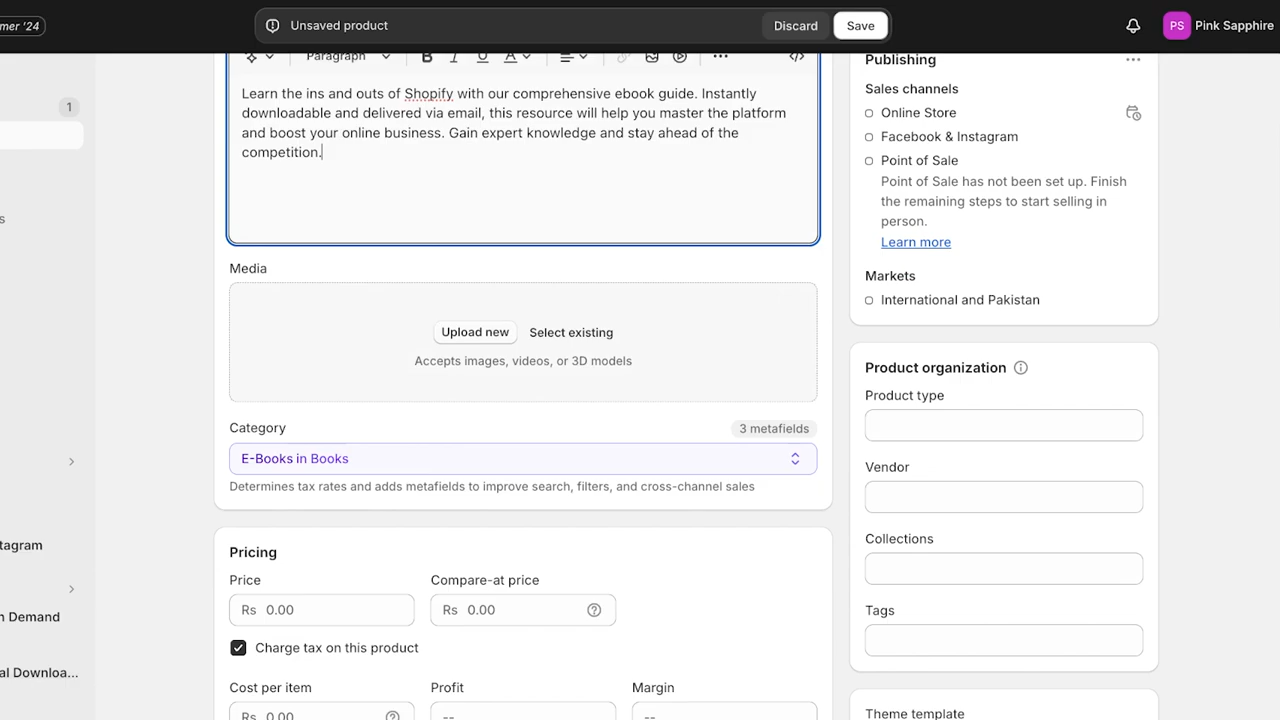 mer '24
Unsaved product
Discard
Save
PS
Pink Sapphire
1
s
tagram
n Demand
al Downloa...
Paragraph
B I U A
Learn the ins and outs of Shopify with our comprehensive ebook guide. Instantly
downloadable and delivered via email, this resource will help you master the platform
and boost your online business. Gain expert knowledge and stay ahead of the
competition.
Media
Upload new
Select existing
Accepts images, videos, or 3D models
Category
3 metafields
E-Books in Books
Determines tax rates and adds metafields to improve search, filters, and cross-channel sales
Pricing
Price
Compare-at price
Rs 0.00
Rs 0.00
Charge tax on this product
Cost per item
Profit
Margin
Rs 0.00
--
--
Publishing
Sales channels
Online Store
Facebook & Instagram
Point of Sale
Point of Sale has not been set up. Finish
the remaining steps to start selling in
person.
Learn more
Markets
International and Pakistan
Product organization
Product type
Vendor
Collections
Tags
Theme template